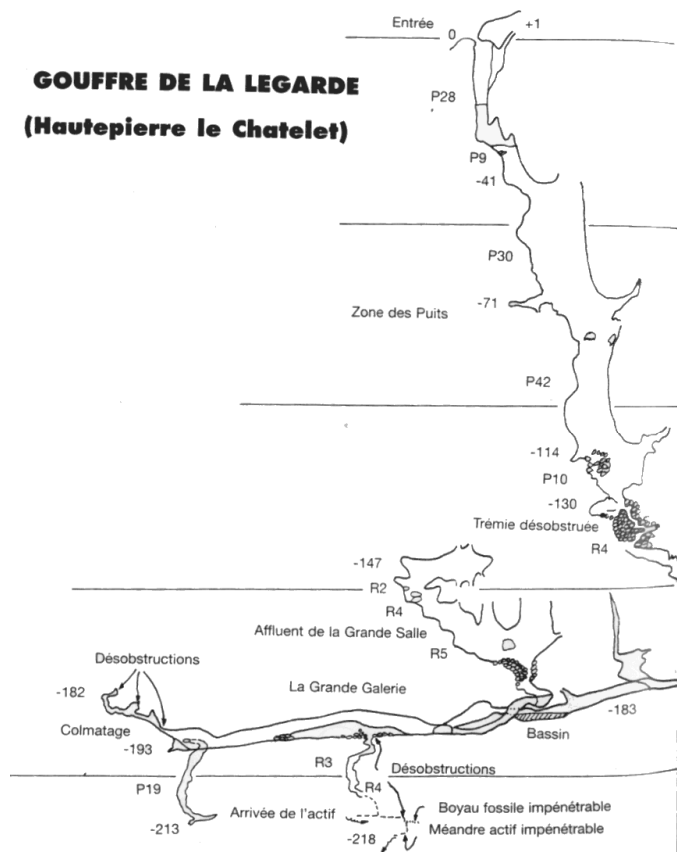 Entrée
0
+1
GOUFFRE DE LA LEGARDE
(Hautepierre le Chatelet)
P28
P9
-41
P30
-71
Zone des Puits
P42
-114
P10
-130
Trémie désobstruée
R4
-147
R2
R4
Affluent de la Grande Salle
R5
Désobstructions
-182
La Grande Galerie
-183
Colmatage
Bassin
-193
R3
Désobstructions
P19
R4
Boyau fossile impénétrable
Arrivée de l'actif
Méandre actif impénétrable
-213
-218